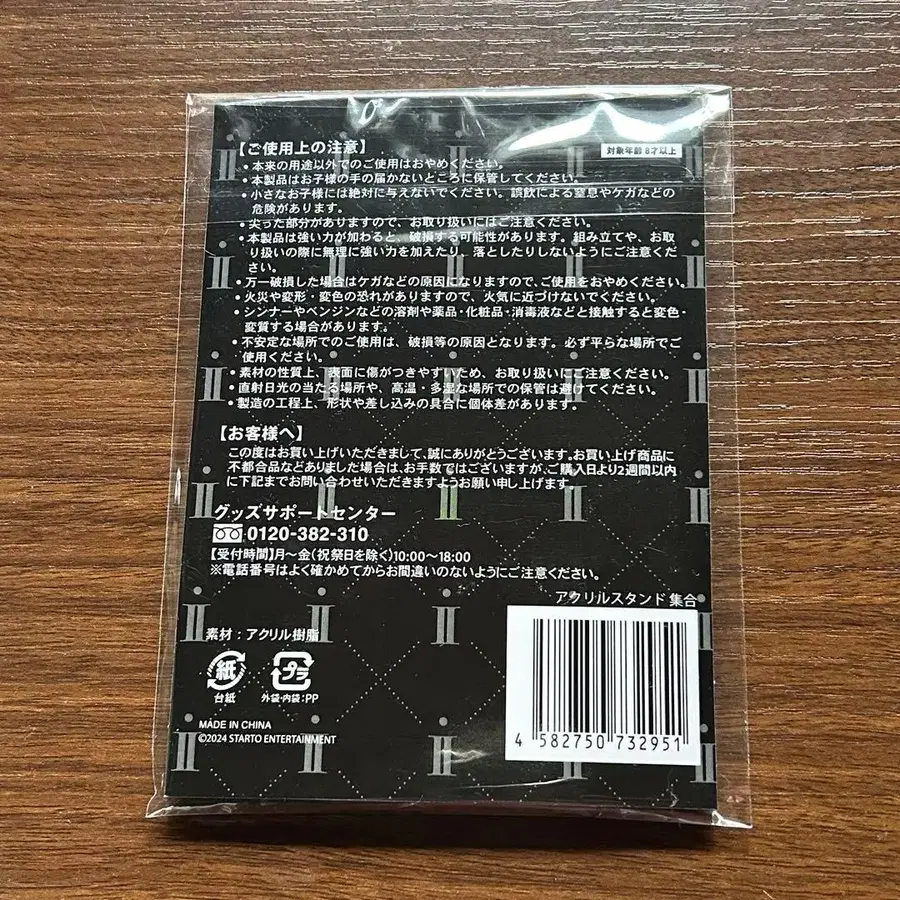 【ご使用上の注意】
対象年齢 8才以上
・本来の用途以外でのご使用はおやめください。
・本製品はお子様の手の届かないところに保管してください。
・小さなお子様には絶対に与えないでください。誤飲による窒息やケガなどの
危険があります。
・尖った部分がありますので、お取り扱いにはご注意ください。
・本製品は強い力が加わると、破損する可能性があります。組み立てや、お取
り扱いの際に無理に強い力を加えたり、落としたりしないようにご注意くだ
さい。
・万一破損した場合はケガなどの原因になりますので、ご使用をおやめください。
・火災や変形・変色の恐れがありますので、火気に近づけないでください。
・シンナーやベンジンなどの溶剤や薬品・化粧品・消毒液などと接触すると変色・
変質する場合があります。
・不安定な場所でのご使用は、破損等の原因となります。必ず平らな場所でご
使用ください。
・素材の性質上、表面に傷がつきやすいため、お取り扱いにはご注意ください。
・直射日光の当たる場所や、高温・多湿な場所での保管は避けてください。
・製造の工程上、形状や差し込みの具合に個体差があります。
【お客様へ】
この度はお買い上げいただきまして、誠にありがとうございます。お買い上げ商品に
不都合品などありました場合は、お手数ではございますが、ご購入日より2週間以内
に下記までお問い合わせいただきますようお願い申し上げます。
グッズサポートセンター
0120-382-310
【受付時間】月〜金(祝祭日を除く)10:00〜18:00
※電話番号はよく確かめてからお間違いのないようにご注意ください。
アクリルスタンド 集合
素材：アクリル樹脂
紙
プラ
台紙
外袋・内袋：PP
MADE IN CHINA
©2024 STARTO ENTERTAINMENT
4 582750 732951